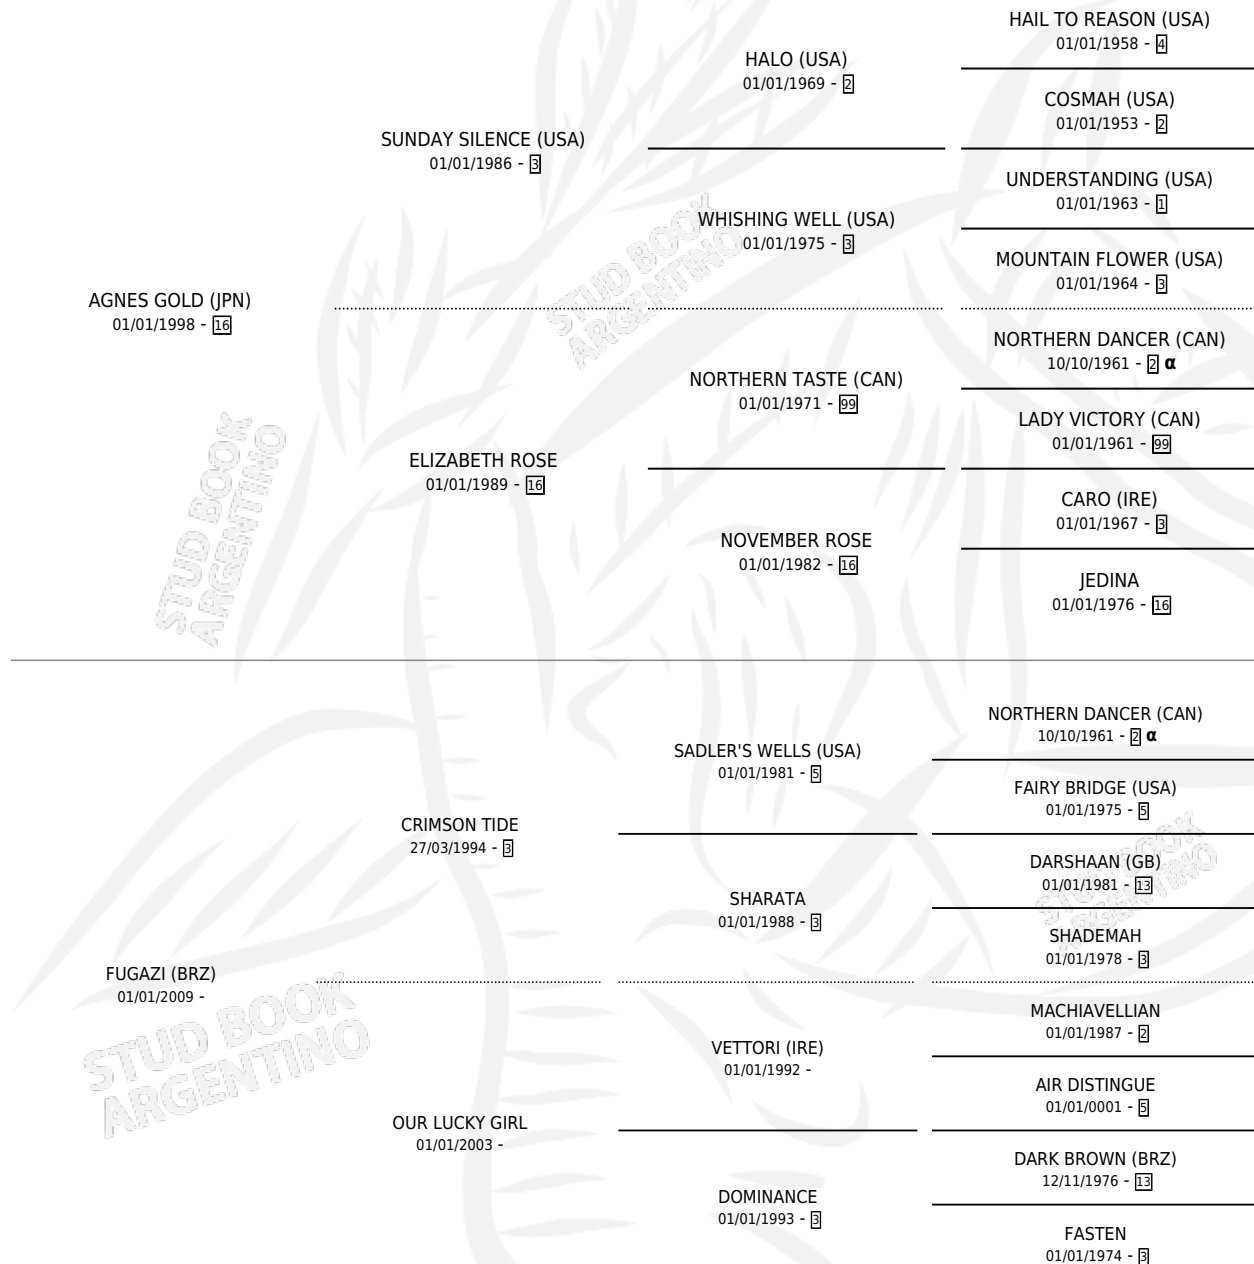 HAIL TO REASON (USA)
01/01/1958 - 4
HALO (USA)
01/01/1969 - 2
COSMAH (USA)
01/01/1953 - 2
SUNDAY SILENCE (USA)
01/01/1986 - 3
UNDERSTANDING (USA)
01/01/1963 - 1
WHISHING WELL (USA)
01/01/1975 - 3
MOUNTAIN FLOWER (USA)
01/01/1964 - 3
AGNES GOLD (JPN)
01/01/1998 - 16
NORTHERN DANCER (CAN)
10/10/1961 - 2 α
NORTHERN TASTE (CAN)
01/01/1971 - 99
LADY VICTORY (CAN)
01/01/1961 - 99
ELIZABETH ROSE
01/01/1989 - 16
CARO (IRE)
01/01/1967 - 3
NOVEMBER ROSE
01/01/1982 - 16
JEDINA
01/01/1976 - 16
NORTHERN DANCER (CAN)
10/10/1961 - 2 α
SADLER'S WELLS (USA)
01/01/1981 - 5
FAIRY BRIDGE (USA)
01/01/1975 - 5
CRIMSON TIDE
27/03/1994 - 3
DARSHAAN (GB)
01/01/1981 - 13
SHARATA
01/01/1988 - 3
SHADEMAH
01/01/1978 - 3
FUGAZI (BRZ)
01/01/2009 -
MACHIAVELLIAN
01/01/1987 - 2
VETTORI (IRE)
01/01/1992 -
AIR DISTINGUE
01/01/0001 - 5
OUR LUCKY GIRL
01/01/2003 -
DARK BROWN (BRZ)
12/11/1976 - 13
DOMINANCE
01/01/1993 - 3
FASTEN
01/01/1974 - 3
STUD BOOK
ARGENTINO
STUD BOOK
ARGENTINO
STUD BOOK
ARGENTINO
STUD BOOK
ARGENTINO